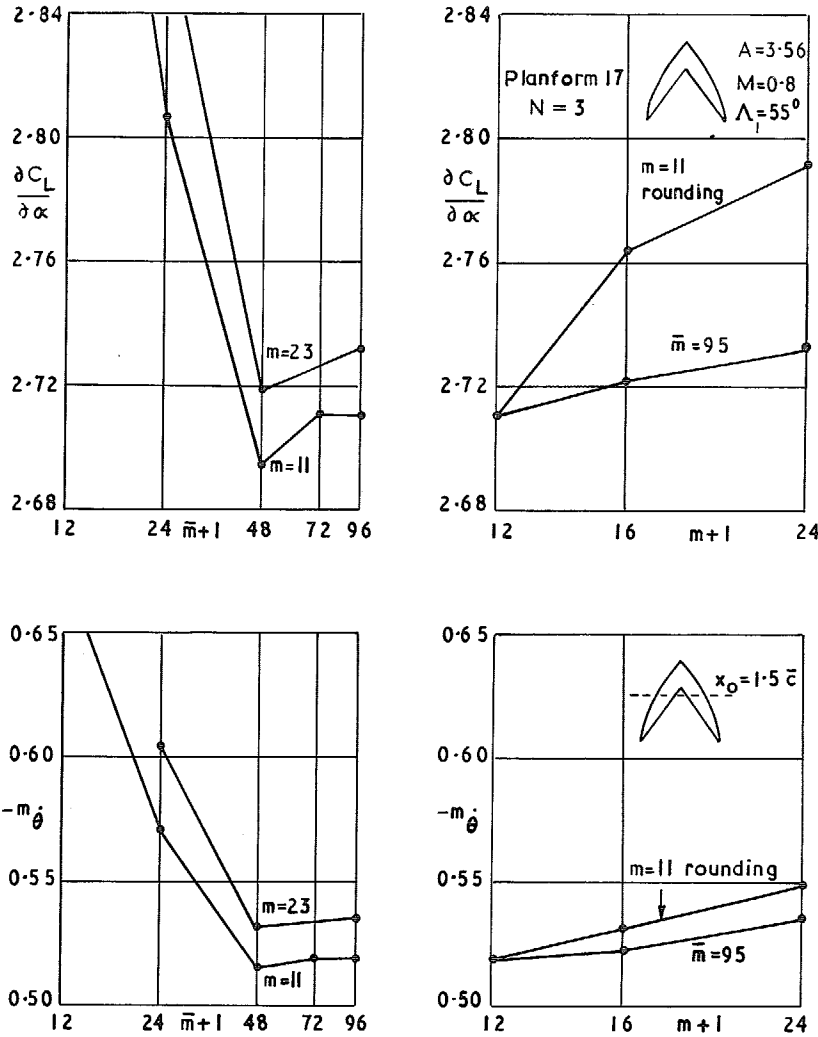 2·84
2·80
∂C_L
∂α
2·76
2·72
2·68
12
24
m̄+1
48
72
96
m=23
m=11
2·84
2·80
∂C_L
∂α
2·76
2·72
2·68
12
16
m+1
24
Planform 17
N = 3
A=3·56
M=0·8
Λ₁=55°
m=11
rounding
m̄ =95
0·65
0·60
-m_θ̇
0·55
0·50
12
24
m̄+1
48
72
96
m=23
m=11
0·65
0·60
-m_θ̇
0·55
0·50
12
16
m+1
24
x₀=1·5 c̄
m=11 rounding
m̄ =95